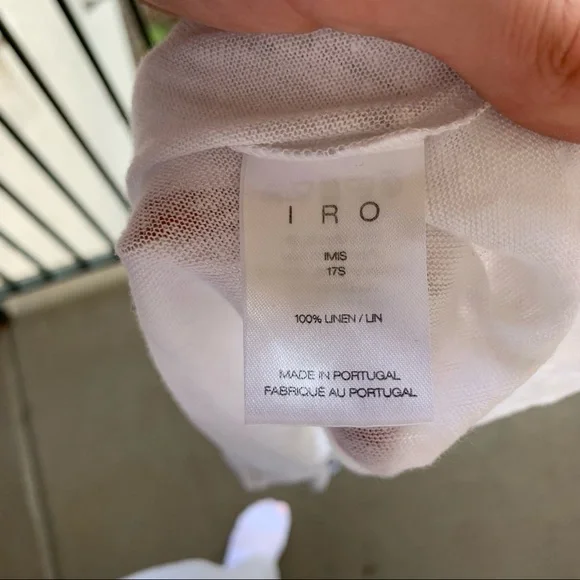 IRO
IMIS
17S
100% LINEN / LIN
MADE IN PORTUGAL
FABRIQUÉ AU PORTUGAL